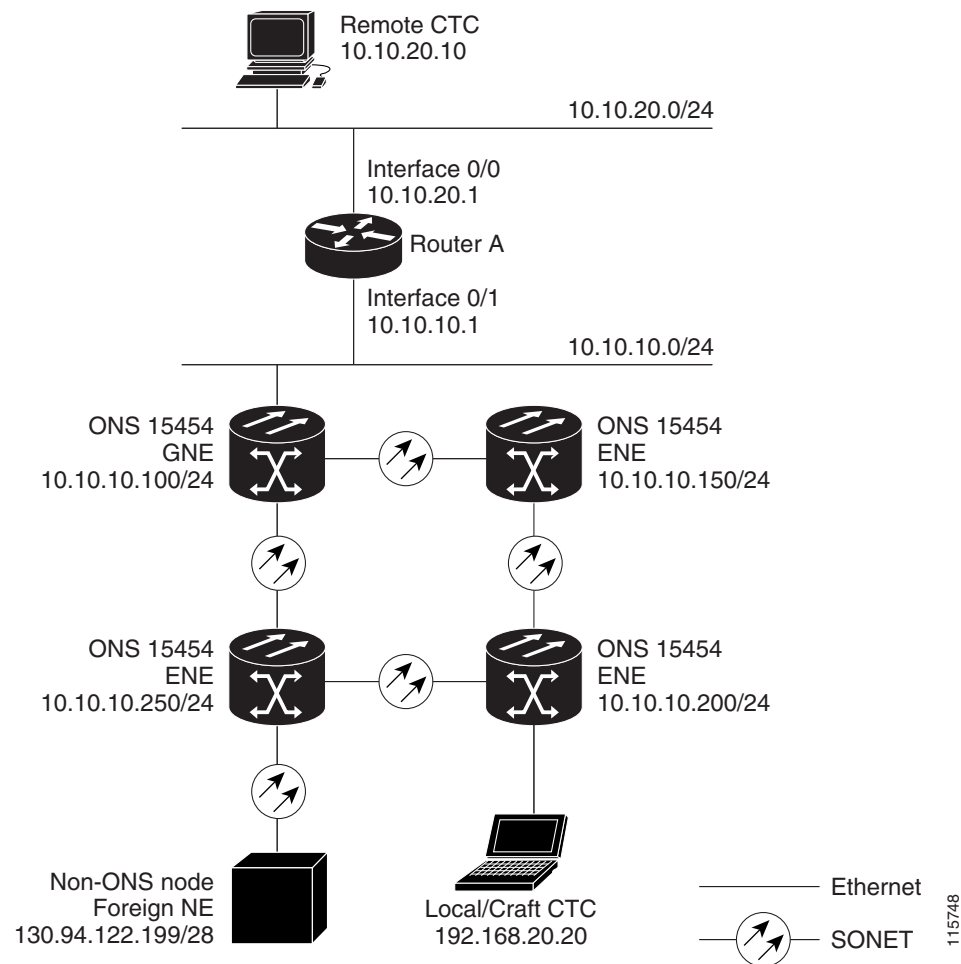 Remote CTC
10.10.20.10
10.10.20.0/24
Interface 0/0
10.10.20.1
Router A
Interface 0/1
10.10.10.1
10.10.10.0/24
ONS 15454
GNE
10.10.10.100/24
ONS 15454
ENE
10.10.10.150/24
ONS 15454
ENE
10.10.10.250/24
ONS 15454
ENE
10.10.10.200/24
Non-ONS node
Foreign NE
130.94.122.199/28
Local/Craft CTC
192.168.20.20
Ethernet
SONET
115748